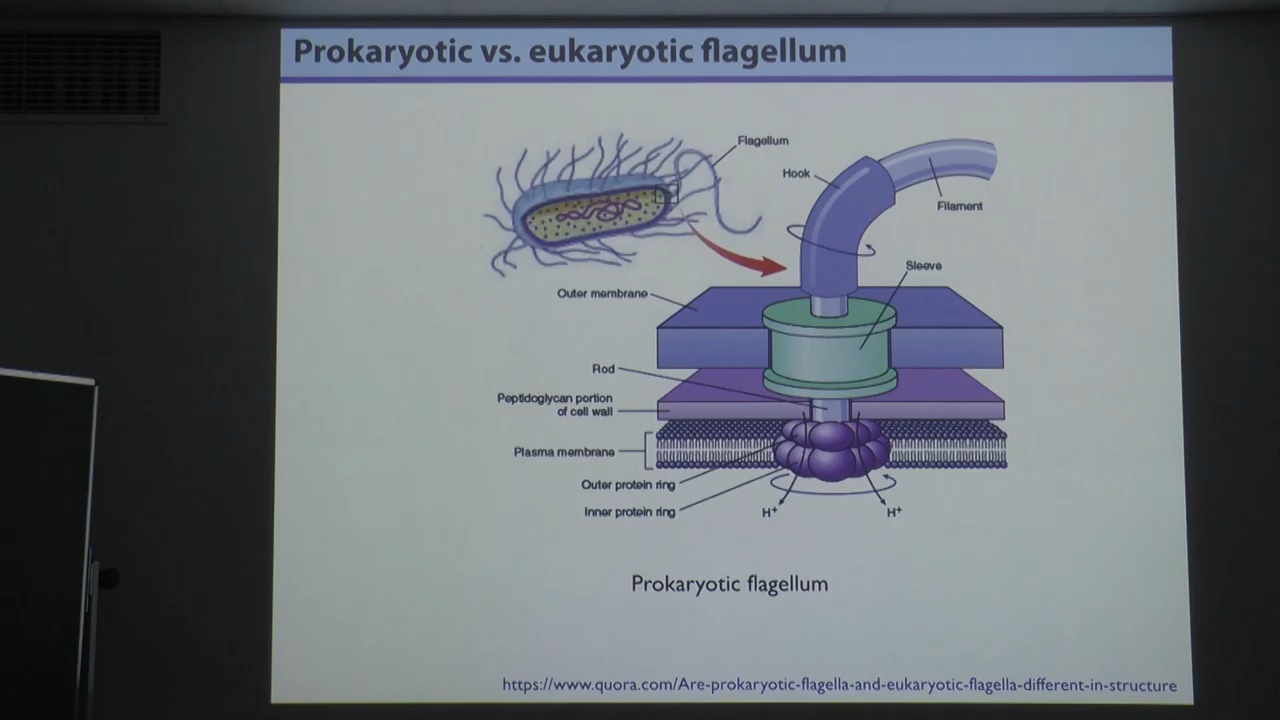 Prokaryotic vs. eukaryotic flagellum
Flagellum
Hook
Filament
Sleeve
Outer membrane
Rod
Peptidoglycan portion
of cell wall
Plasma membrane
Outer protein ring
Inner protein ring
H⁺
H⁺
Prokaryotic flagellum
https://www.quora.com/Are-prokaryotic-flagella-and-eukaryotic-flagella-different-in-structure